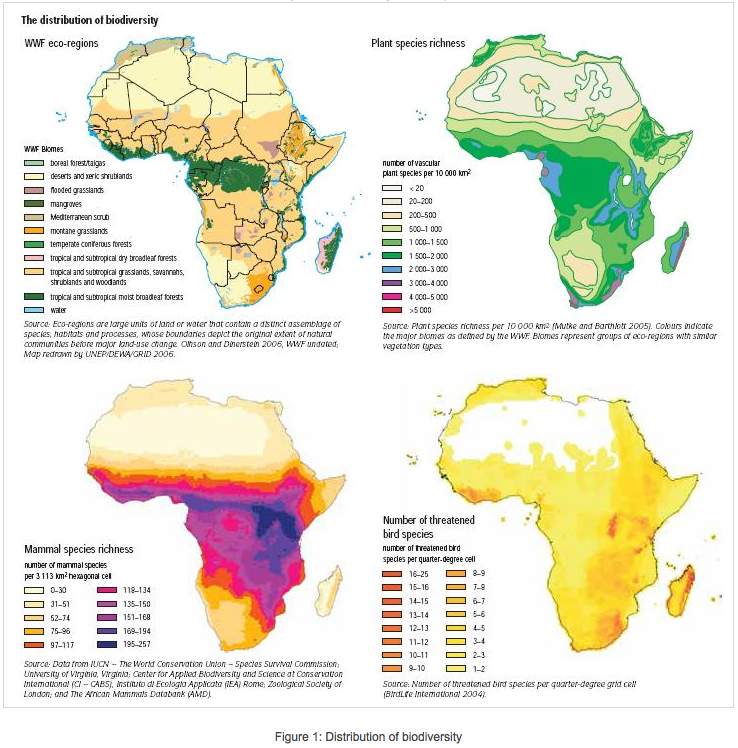 The distribution of biodiversity
WWF eco-regions
WWF Biomes
boreal forest/taigas
deserts and xeric shrublands
flooded grasslands
mangroves
Mediterranean scrub
montane grasslands
temperate coniferous forests
tropical and subtropical dry broadleaf forests
tropical and subtropical grasslands, savannahs,
shrublands and woodlands
tropical and subtropical moist broadleaf forests
water
Source: Eco-regions are large units of land or water that contain a distinct assemblage of
species, habitats and processes, whose boundaries depict the original extent of natural
communities before major land-use change. Olhson and Dinerstein 2006, WWF undated;
Map redrawn by UNEP/DEWA/GRID 2006.
Plant species richness
number of vascular
plant species per 10 000 km²
< 20
20–200
200–500
500–1 000
1 000–1 500
1 500–2 000
2 000–3 000
3 000–4 000
4 000–5 000
>5 000
Source: Plant species richness per 10 000 km² (Mutke and Barthlott 2005). Colours indicate
the major biomes as defined by the WWF. Biomes represent groups of eco-regions with similar
vegetation types.
Mammal species richness
number of mammal species
per 3 113 km² hexagonal cell
0–30
31–51
52–74
75–96
97–117
118–134
135–150
151–168
169–194
195–257
Source: Data from IUCN – The World Conservation Union – Species Survival Commission;
University of Virginia, Virginia; Center for Applied Biodiversity and Science at Conservation
International (CI – CABS), Instituto di Ecologia Applicata (IEA) Rome; Zoological Society of
London; and The African Mammals Databank (AMD).
Number of threatened
bird species
number of threatened bird
species per quarter-degree cell
16–25
15–16
14–15
13–14
12–13
11–12
10–11
9–10
8–9
7–8
6–7
5–6
4–5
3–4
2–3
1–2
Source: Number of threatened bird species per quarter-degree grid cell
(BirdLife International 2004).
Figure 1: Distribution of biodiversity